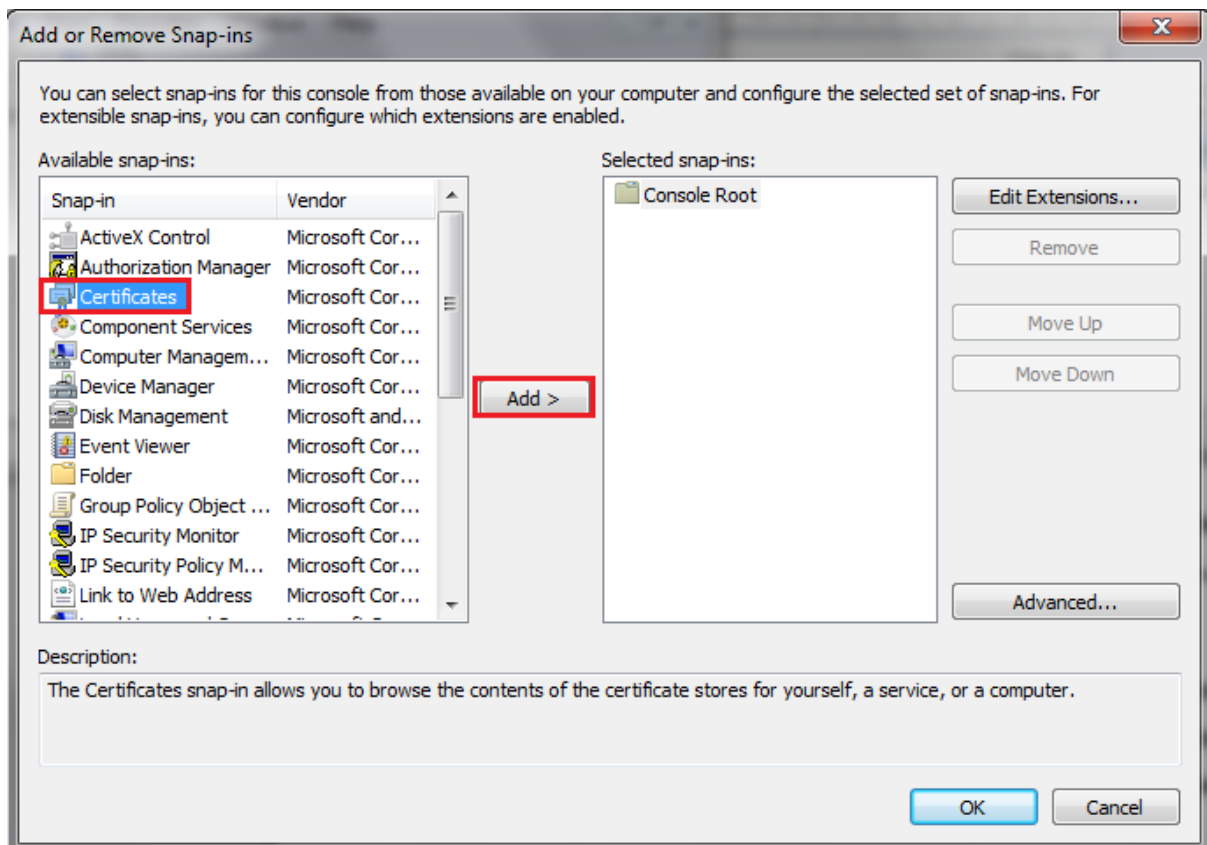 Add or Remove Snap-ins
You can select snap-ins for this console from those available on your computer and configure the selected set of snap-ins. For
extensible snap-ins, you can configure which extensions are enabled.
Available snap-ins:
Snap-in Vendor
ActiveX Control Microsoft Cor...
Authorization Manager Microsoft Cor...
Certificates Microsoft Cor...
Component Services Microsoft Cor...
Computer Managem... Microsoft Cor...
Device Manager Microsoft Cor...
Disk Management Microsoft and...
Event Viewer Microsoft Cor...
Folder Microsoft Cor...
Group Policy Object ... Microsoft Cor...
IP Security Monitor Microsoft Cor...
IP Security Policy M... Microsoft Cor...
Link to Web Address Microsoft Cor...
Add >
Selected snap-ins:
Console Root
Edit Extensions...
Remove
Move Up
Move Down
Advanced...
Description:
The Certificates snap-in allows you to browse the contents of the certificate stores for yourself, a service, or a computer.
OK Cancel